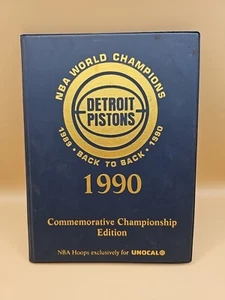 NBA WORLD CHAMPIONS
DETROIT
PISTONS
1989 • BACK TO BACK • 1990
1990
Commemorative Championship
Edition
NBA Hoops exclusively for UNOCAL